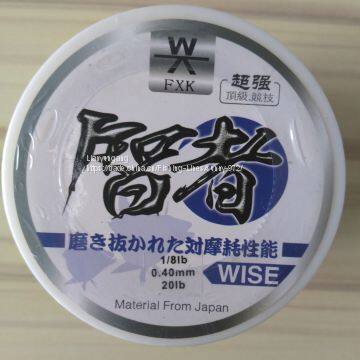 FXK
超强
頂級.競技
智者
磨き抜かれた対摩耗性能
WISE
1/8lb
0.40mm
20lb
Material From Japan